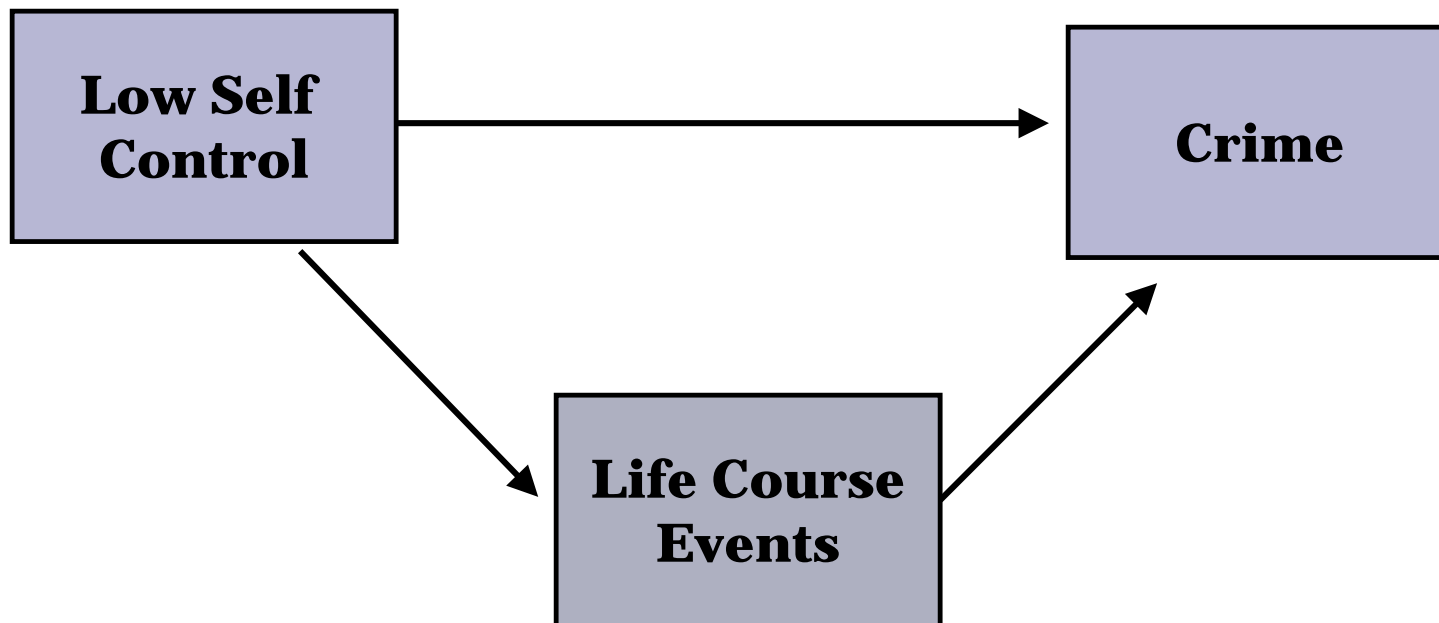 Low Self
Control
Crime
Life Course
Events